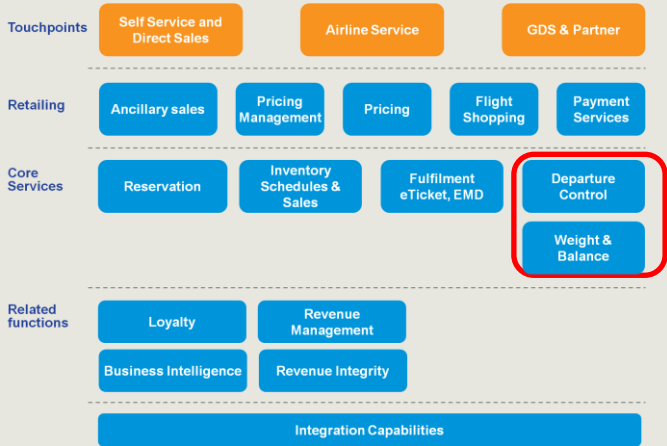 Touchpoints
Self Service and
Direct Sales
Airline Service
GDS & Partner
Retailing
Ancillary sales
Pricing
Management
Pricing
Flight
Shopping
Payment
Services
Core
Services
Reservation
Inventory
Schedules &
Sales
Fulfilment
eTicket, EMD
Departure
Control
Weight &
Balance
Related
functions
Loyalty
Revenue
Management
Business Intelligence
Revenue Integrity
Integration Capabilities